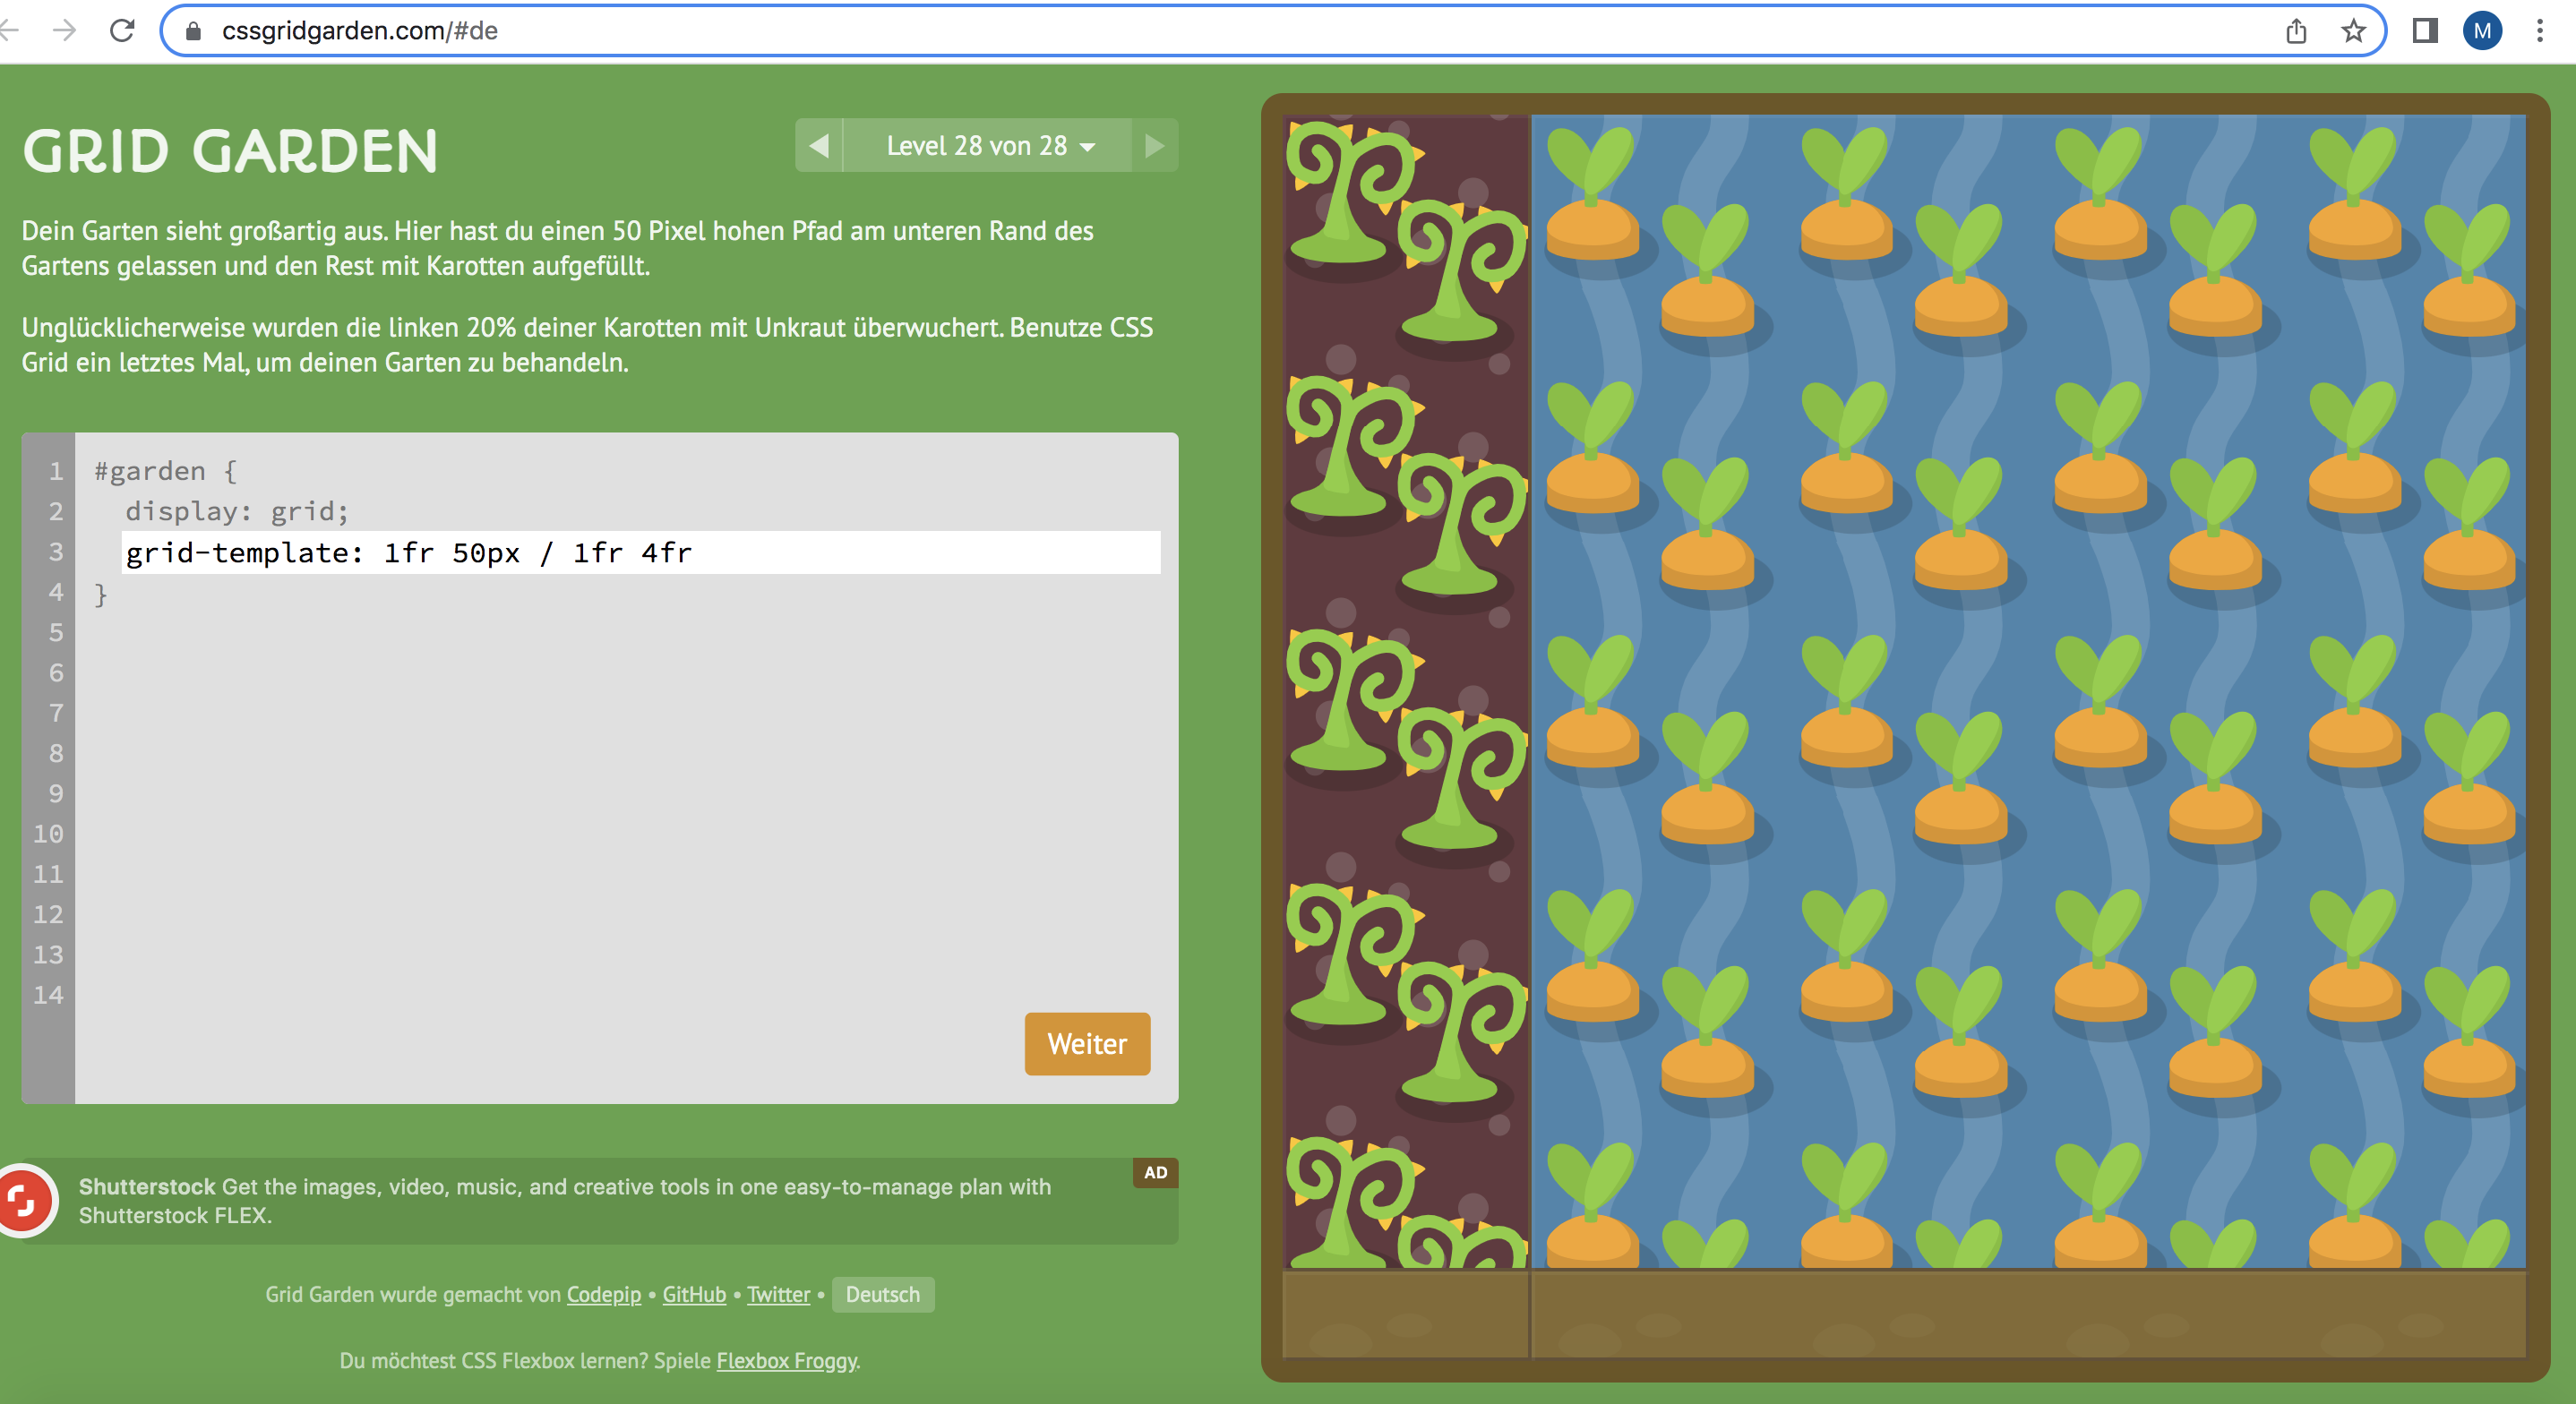 cssgridgarden.com/#de
M
GRID GARDEN
Level 28 von 28
Dein Garten sieht großartig aus. Hier hast du einen 50 Pixel hohen Pfad am unteren Rand des
Gartens gelassen und den Rest mit Karotten aufgefüllt.
Unglücklicherweise wurden die linken 20% deiner Karotten mit Unkraut überwuchert. Benutze CSS
Grid ein letztes Mal, um deinen Garten zu behandeln.
1 #garden {
2 display: grid;
3 grid-template: 1fr 50px / 1fr 4fr
4 }
5
6
7
8
9
10
11
12
13
14
Weiter
AD
Shutterstock Get the images, video, music, and creative tools in one easy-to-manage plan with
Shutterstock FLEX.
Grid Garden wurde gemacht von Codepip • GitHub • Twitter • Deutsch
Du möchtest CSS Flexbox lernen? Spiele Flexbox Froggy.